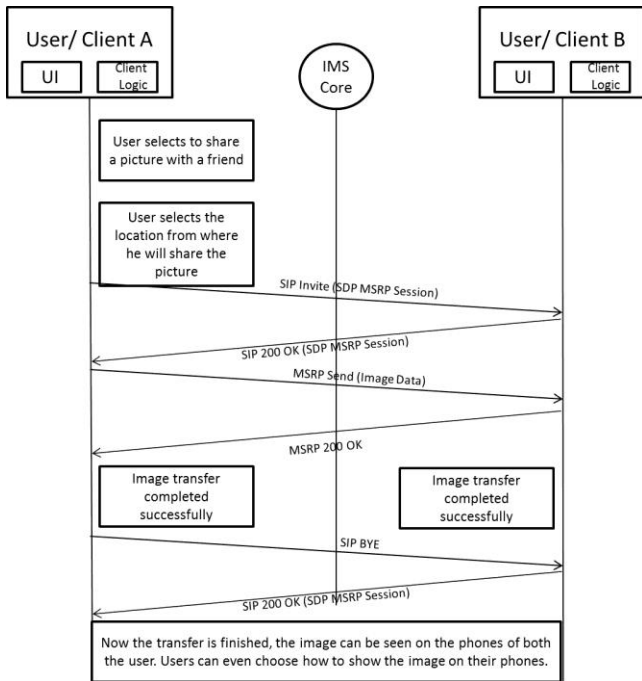 User/ Client A
UI
Client
Logic
IMS
Core
User/ Client B
UI
Client
Logic
User selects to share
a picture with a friend
User selects the
location from where
he will share the
picture
SIP Invite (SDP MSRP Session)
SIP 200 OK (SDP MSRP Session)
MSRP Send (Image Data)
MSRP 200 OK
Image transfer
completed
successfully
Image transfer
completed
successfully
SIP BYE
SIP 200 OK (SDP MSRP Session)
Now the transfer is finished, the image can be seen on the phones of both
the user. Users can even choose how to show the image on their phones.